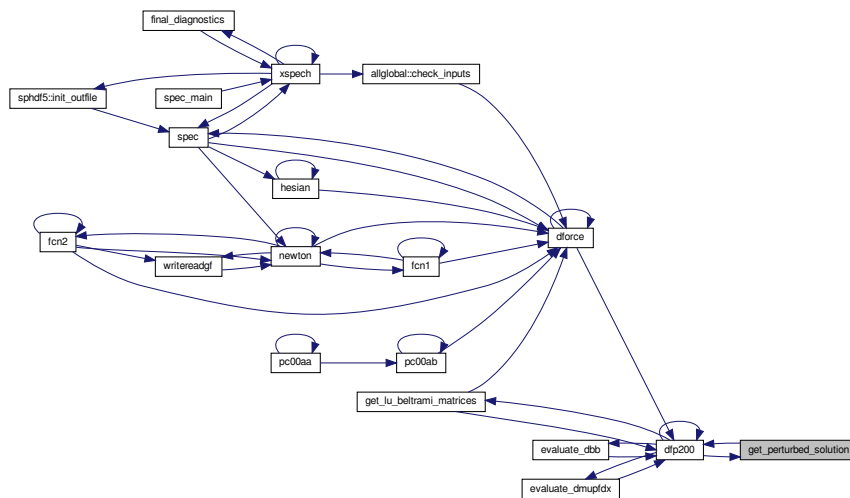 final_diagnostics
xspech
allglobal::check_inputs
sphdf5::init_outfile
spec_main
spec
hesian
dforce
fcn2
newton
writereadgf
fcn1
pc00aa
pc00ab
get_lu_beltrami_matrices
evaluate_dbb
dfp200
get_perturbed_solution
evaluate_dmupfdx